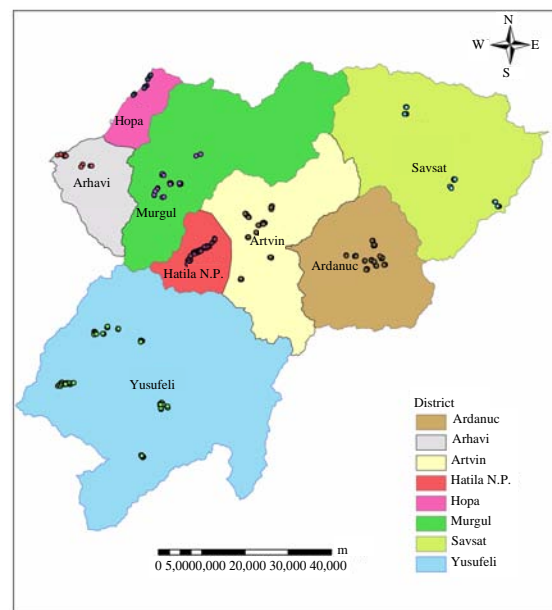 N
W E
S
Hopa
Arhavi
Murgul
Savsat
Artvin
Ardanuc
Hatila N.P.
Yusufeli
District
Ardanuc
Arhavi
Artvin
Hatila N.P.
Hopa
Murgul
Savsat
Yusufeli
m
0 5,00010,000 20,000 30,000 40,000